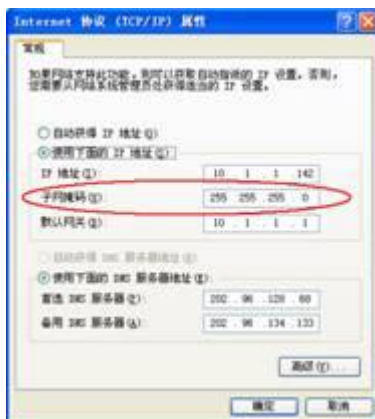 Internet 协议 (TCP/IP) 属性
常规
如果网络支持此功能，则可以获取自动指派的 IP 设置。否则，
您需要从网络系统管理员处获得适当的 IP 设置。
自动获得 IP 地址(O)
使用下面的 IP 地址(S):
IP 地址(I): 10 . 1 . 1 .142
子网掩码(U): 255 .255 .255 . 0
默认网关(D): 10 . 1 . 1 . 1
自动获得 DNS 服务器地址(B)
使用下面的 DNS 服务器地址(E):
首选 DNS 服务器(P): 202 . 96 .128 . 68
备用 DNS 服务器(A): 202 . 96 .134 .133
高级(V)...
确定 取消